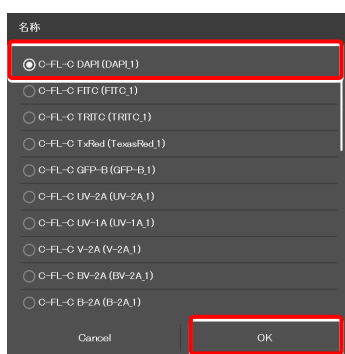 名称
C-FL-C DAPI (DAPI_1)
C-FL-C FITC (FITC_1)
C-FL-C TRITC (TRITC_1)
C-FL-C TxRed (TexasRed_1)
C-FL-C GFP-B (GFP-B_1)
C-FL-C UV-2A (UV-2A_1)
C-FL-C UV-1A (UV-1A_1)
C-FL-C V-2A (V-2A_1)
C-FL-C BV-2A (BV-2A_1)
C-FL-C B-2A (B-2A_1)
Cancel
OK